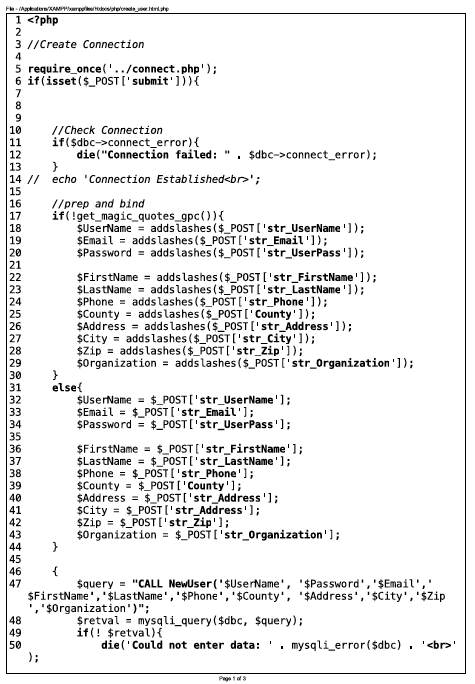 File - /Applications/XAMPP/xamppfiles/htdocs/php/create_user.html.php
1 <?php
2
3 //Create Connection
4
5 require_once('../connect.php');
6 if(isset($_POST['submit'])){
7
8
9
10 //Check Connection
11 if($dbc->connect_error){
12 die("Connection failed: " . $dbc->connect_error);
13 }
14 // echo 'Connection Established<br>';
15
16 //prep and bind
17 if(!get_magic_quotes_gpc()){
18 $UserName = addslashes($_POST['str_UserName']);
19 $Email = addslashes($_POST['str_Email']);
20 $Password = addslashes($_POST['str_UserPass']);
21
22 $FirstName = addslashes($_POST['str_FirstName']);
23 $LastName = addslashes($_POST['str_LastName']);
24 $Phone = addslashes($_POST['str_Phone']);
25 $County = addslashes($_POST['County']);
26 $Address = addslashes($_POST['str_Address']);
27 $City = addslashes($_POST['str_City']);
28 $Zip = addslashes($_POST['str_Zip']);
29 $Organization = addslashes($_POST['str_Organization']);
30 }
31 else{
32 $UserName = $_POST['str_UserName'];
33 $Email = $_POST['str_Email'];
34 $Password = $_POST['str_UserPass'];
35
36 $FirstName = $_POST['str_FirstName'];
37 $LastName = $_POST['str_LastName'];
38 $Phone = $_POST['str_Phone'];
39 $County = $_POST['County'];
40 $Address = $_POST['str_Address'];
41 $City = $_POST['str_Address'];
42 $Zip = $_POST['str_Zip'];
43 $Organization = $_POST['str_Organization'];
44 }
45
46 {
47 $query = "CALL NewUser('$UserName', '$Password','$Email','
$FirstName','$LastName','$Phone','$County', '$Address','$City','$Zip
','$Organization')";
48 $retval = mysqli_query($dbc, $query);
49 if(! $retval){
50 die('Could not enter data: ' . mysqli_error($dbc) . '<br>'
);
Page 1 of 3